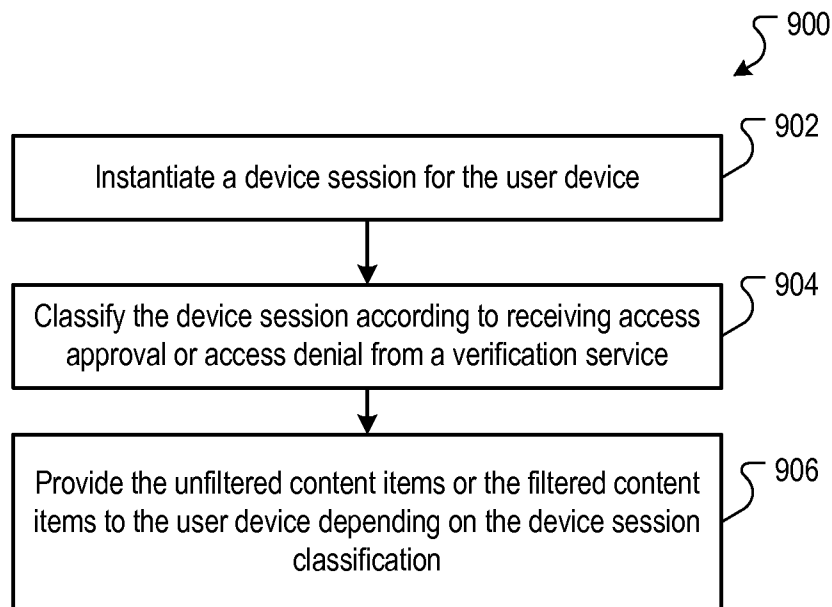 900
902
Instantiate a device session for the user device
904
Classify the device session according to receiving access
approval or access denial from a verification service
906
Provide the unfiltered content items or the filtered content
items to the user device depending on the device session
classification